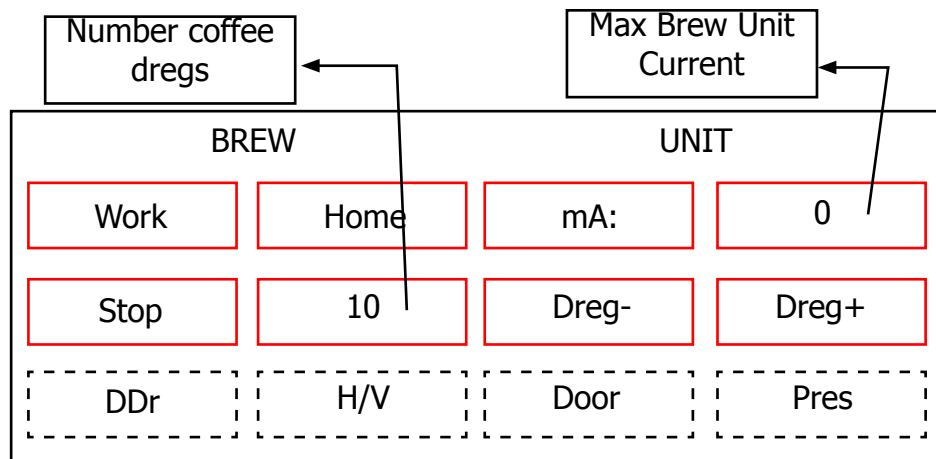 Number coffee
dregs
Max Brew Unit
Current
BREW UNIT
Work Home mA: 0
Stop 10 Dreg- Dreg+
DDr H/V Door Pres